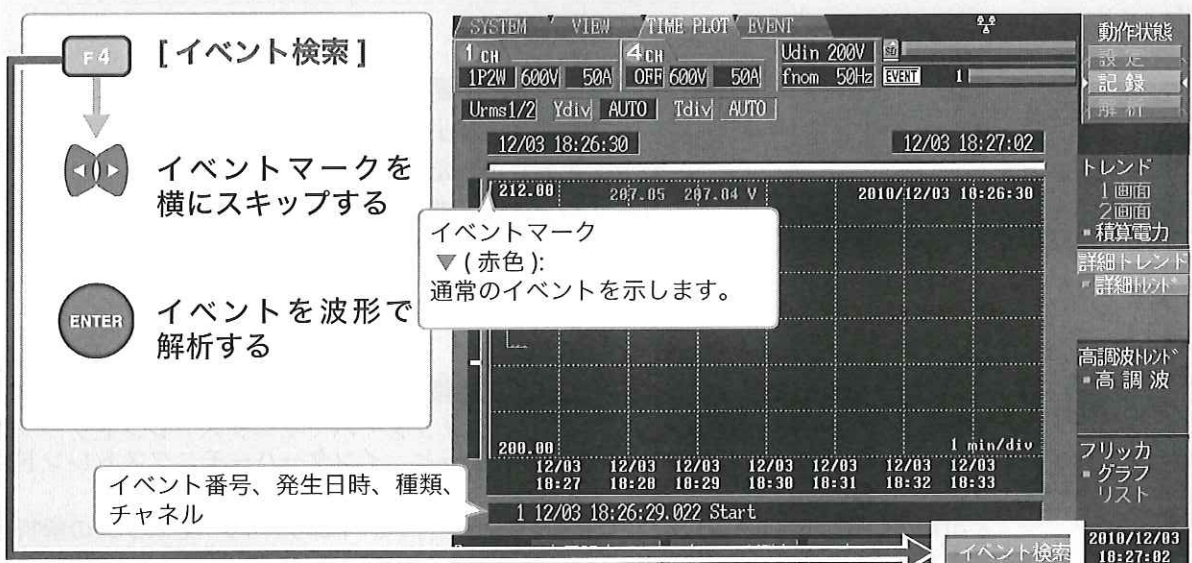 F4
[ イベント検索 ]
イベントマークを
横にスキップする
ENTER
イベントを波形で
解析する
イベント番号、発生日時、種類、
チャネル
イベントマーク
▼ ( 赤色 ):
通常のイベントを示します。
SYSTEM VIEW TIME PLOT EVENT
1 CH 4 CH Udin 200V SD
1P2W 600V 50A OFF 600V 50A fnom 50Hz EVENT 1
Urms1/2 Ydiv AUTO Tdiv AUTO
12/03 18:26:30 12/03 18:27:02
212.00 207.85 207.84 V 2010/12/03 18:26:30
200.00 1 min/div
12/03 12/03 12/03 12/03 12/03 12/03 12/03
18:27 18:28 18:29 18:30 18:31 18:32 18:33
1 12/03 18:26:29.022 Start
イベント検索
動作状態
設 定
記 録
解 析
トレンド
1画面
2画面
積算電力
詳細トレンド
詳細トレンド
高調波トレンド
高 調 波
フリッカ
グラフ
リスト
2010/12/03
18:27:02